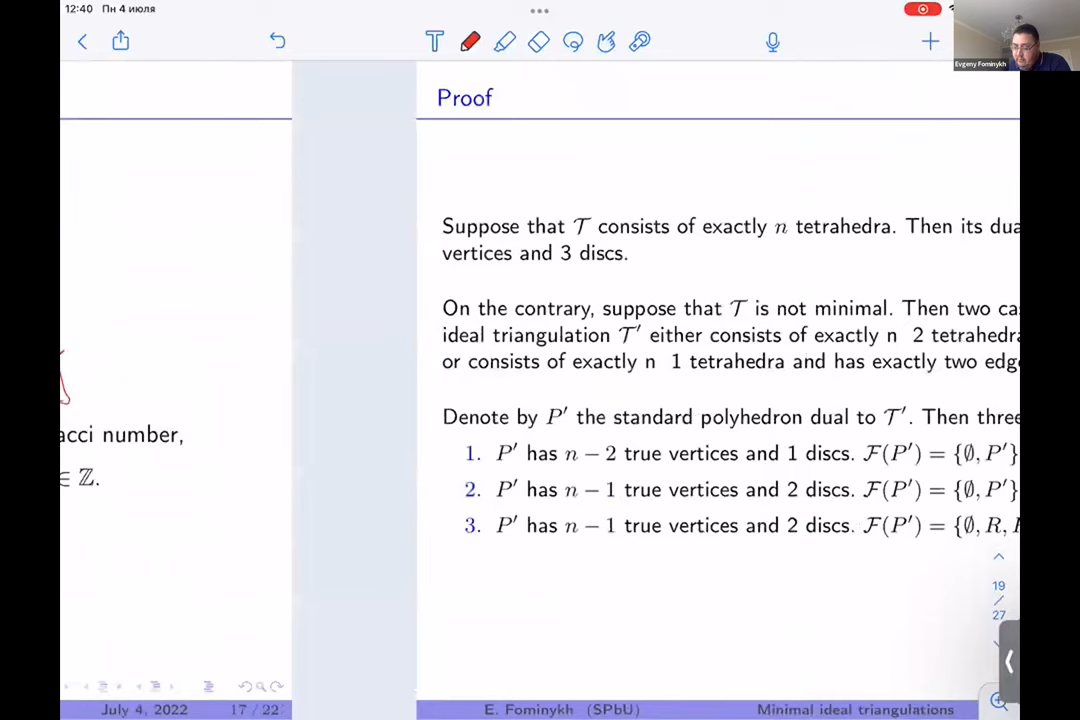 12:40 Пн 4 июля
Evgeny Fominykh
Proof
Suppose that 𝒯 consists of exactly n tetrahedra. Then its
vertices and 3 discs.
On the contrary, suppose that 𝒯 is not minimal. Then two
ideal triangulation 𝒯′ either consists of exactly n 2
or consists of exactly n 1 tetrahedra and has exactly two
Denote by P′ the standard polyhedron dual to 𝒯′. Then three
1. P′ has n − 2 true vertices and 1 discs. ℱ(P′) = {∅, P′}
2. P′ has n − 1 true vertices and 2 discs. ℱ(P′) = {∅, P′}
3. P′ has n − 1 true vertices and 2 discs. ℱ(P′) = {∅, R,
acci number,
∈ ℤ.
19
/
27
July 4, 2022 17 / 22
E. Fominykh (SPbU) Minimal ideal triangulations